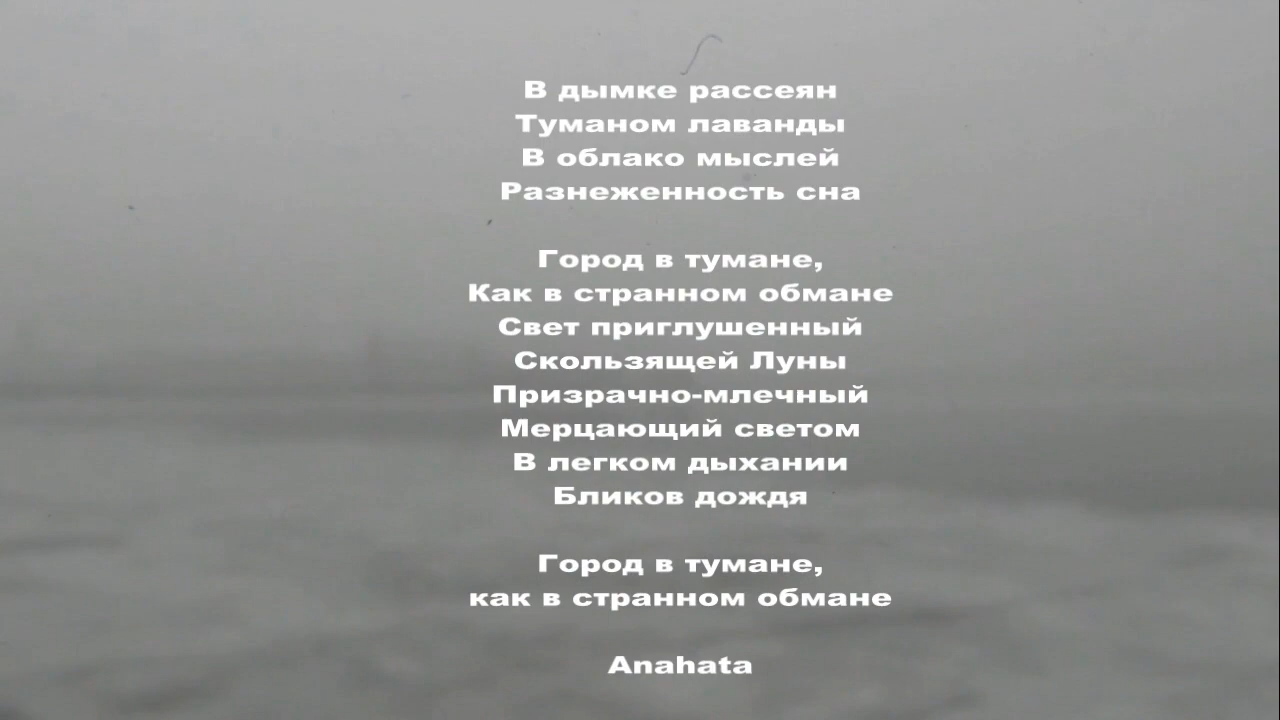 В дымке рассеян
Туманом лаванды
В облако мыслей
Разнеженность сна
Город в тумане,
Как в странном обмане
Свет приглушенный
Скользящей Луны
Призрачно-млечный
Мерцающий светом
В легком дыхании
Бликов дождя
Город в тумане,
как в странном обмане
Anahata